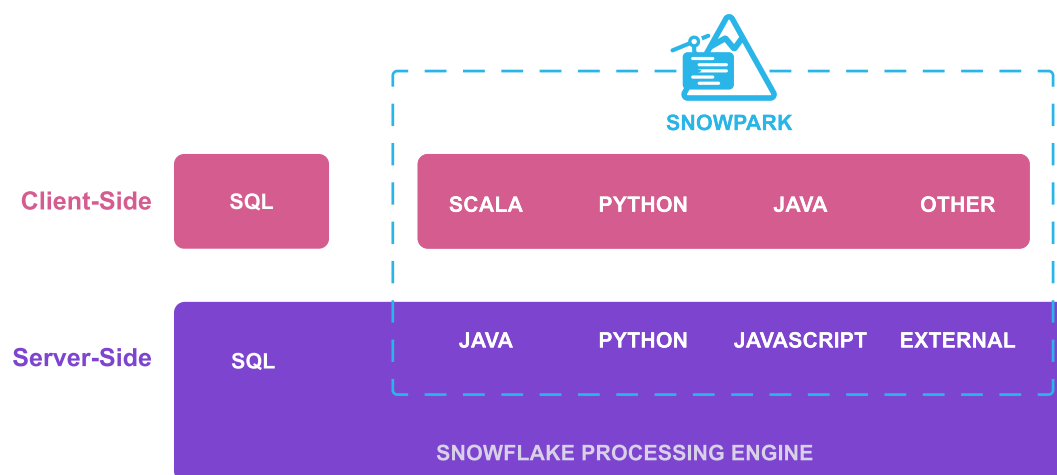 SNOWPARK
Client-Side
SQL
SCALA
PYTHON
JAVA
OTHER
Server-Side
SQL
JAVA
PYTHON
JAVASCRIPT
EXTERNAL
SNOWFLAKE PROCESSING ENGINE